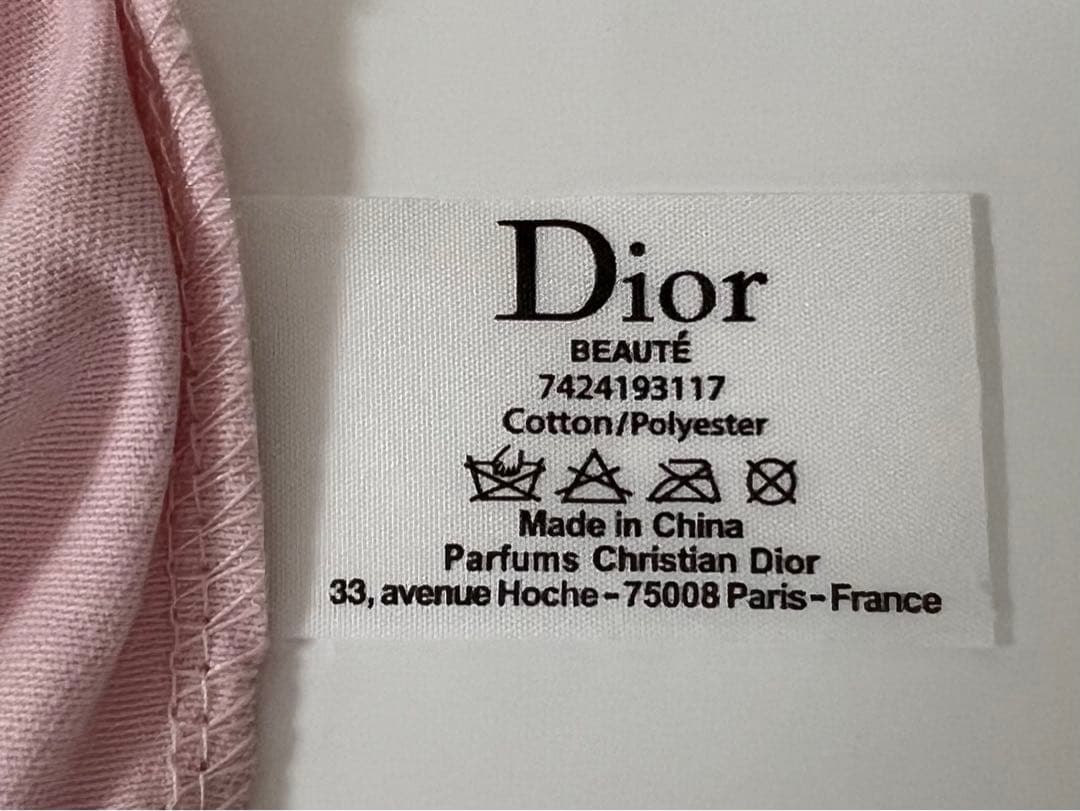 Dior
BEAUTÉ
7424193117
Cotton/Polyester
Made in China
Parfums Christian Dior
33, avenue Hoche - 75008 Paris - France